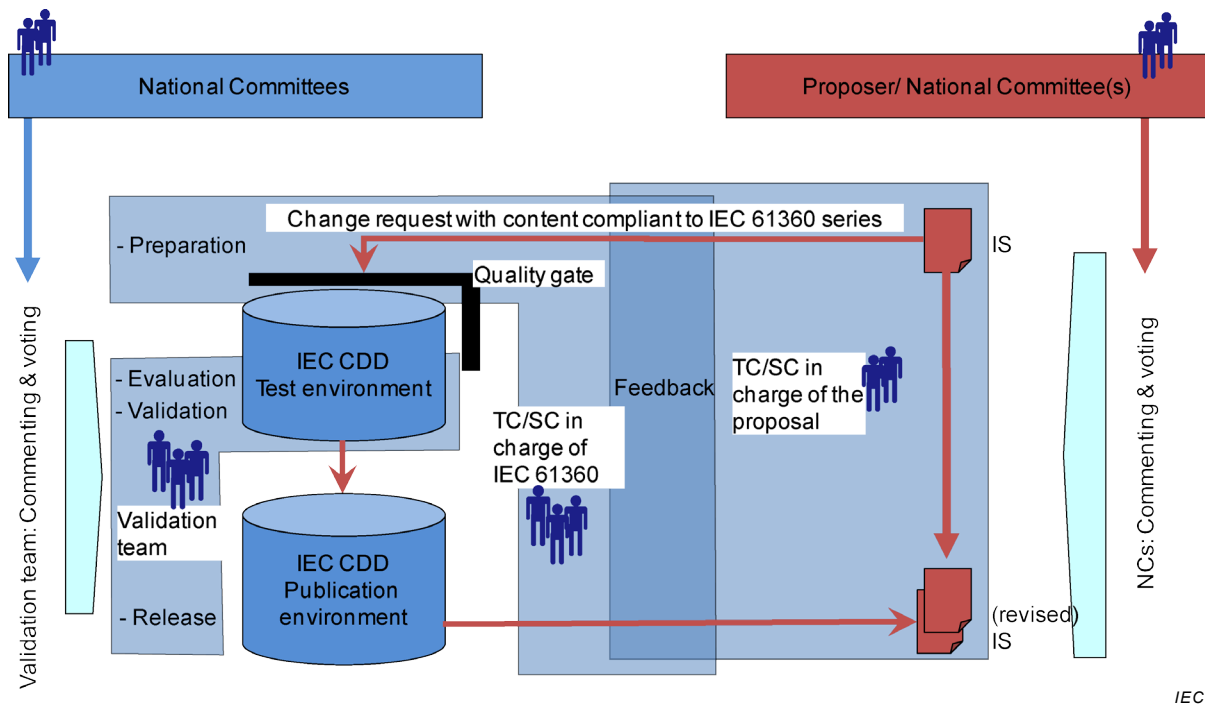 National Committees
Proposer/ National Committee(s)
Change request with content compliant to IEC 61360 series
- Preparation
IS
Quality gate
IEC CDD
Test environment
- Evaluation
- Validation
Feedback
TC/SC in
charge of the
proposal
TC/SC in
charge of
IEC 61360
Validation
team
IEC CDD
Publication
environment
- Release
(revised)
IS
Validation team: Commenting & voting
NCs: Commenting & voting
IEC